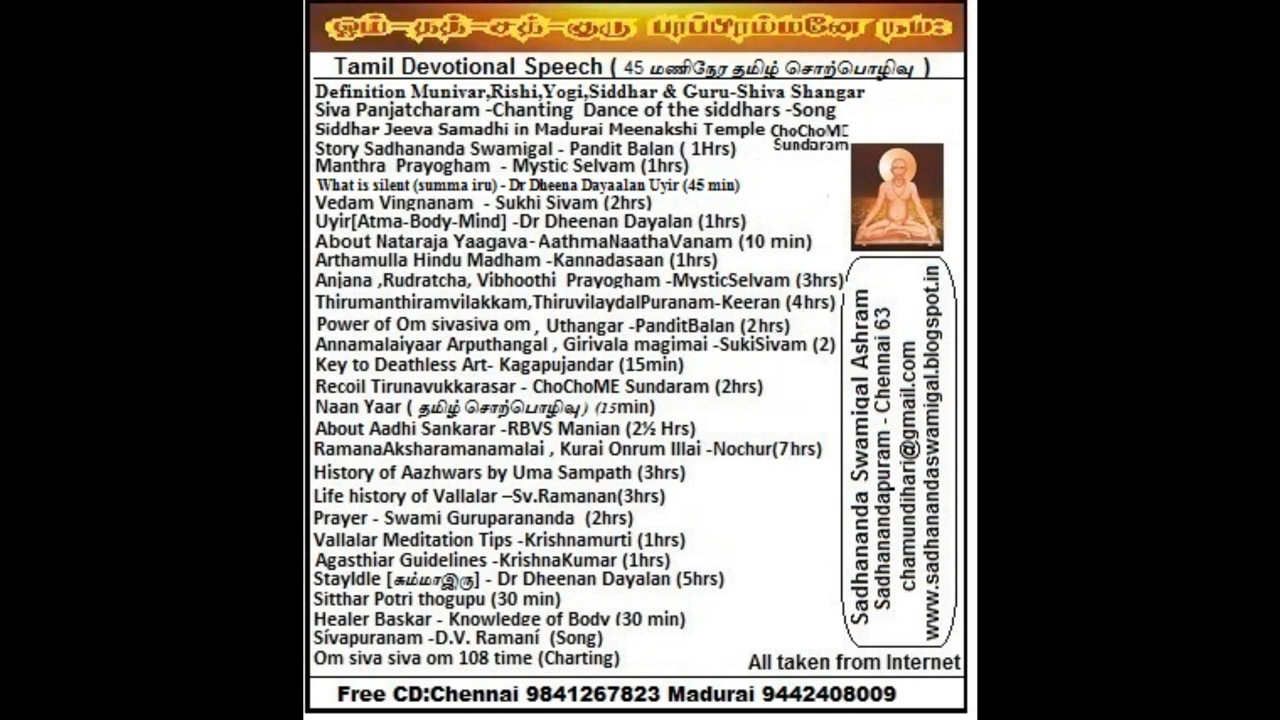 ஓம்-தத்-சத்-குரு பரப்பிரம்மனே நமஃ
Tamil Devotional Speech ( 45 மணிநேர தமிழ் சொற்பொழிவு )
Definition Munivar,Rishi,Yogi,Siddhar & Guru-Shiva Shangar
Siva Panjatcharam -Chanting Dance of the siddhars -Song
Siddhar Jeeva Samadhi in Madurai Meenakshi Temple ChoChoME Sundaram
Story Sadhananda Swamigal - Pandit Balan ( 1Hrs)
Manthra Prayogham - Mystic Selvam (1hrs)
What is silent (summa iru) - Dr Dheena Dayaalan Uyir (45 min)
Vedam Vingnanam - Sukhi Sivam (2hrs)
Uyir[Atma-Body-Mind] -Dr Dheenan Dayalan (1hrs)
About Nataraja Yaagava-AathmaNaathaVanam (10 min)
Arthamulla Hindu Madham -Kannadasaan (1hrs)
Anjana ,Rudratcha, Vibhoothi Prayogham -MysticSelvam (3hrs)
Thirumanthiramvilakkam,ThiruvilaydalPuranam-Keeran (4hrs)
Power of Om sivasiva om , Uthangar -PanditBalan (2hrs)
Annamalaiyaar Arputhangal , Girivala magimai -SukiSivam (2)
Key to Deathless Art- Kagapujandar (15min)
Recoil Tirunavukkarasar - ChoChoME Sundaram (2hrs)
Naan Yaar ( தமிழ் சொற்பொழிவு ) (15min)
About Aadhi Sankarar -RBVS Manian (2½ Hrs)
RamanaAksharamanamalai , Kurai Onrum Illai -Nochur(7hrs)
History of Aazhwars by Uma Sampath (3hrs)
Life history of Vallalar –Sv.Ramanan(3hrs)
Prayer - Swami Guruparananda (2hrs)
Vallalar Meditation Tips -Krishnamurti (1hrs)
Agasthiar Guidelines -KrishnaKumar (1hrs)
StayIdle [சும்மாஇரு] - Dr Dheenan Dayalan (5hrs)
Sitthar Potri thogupu (30 min)
Healer Baskar - Knowledge of Body (30 min)
Sívapuranam -D.V. Ramaní (Song)
Om siva siva om 108 time (Charting)
Sadhananda Swamigal Ashram
Sadhanandapuram - Chennai 63
chamundihari@gmail.com
www.sadhanandaswamigal.blogspot.in
All taken from Internet
Free CD:Chennai 9841267823 Madurai 9442408009